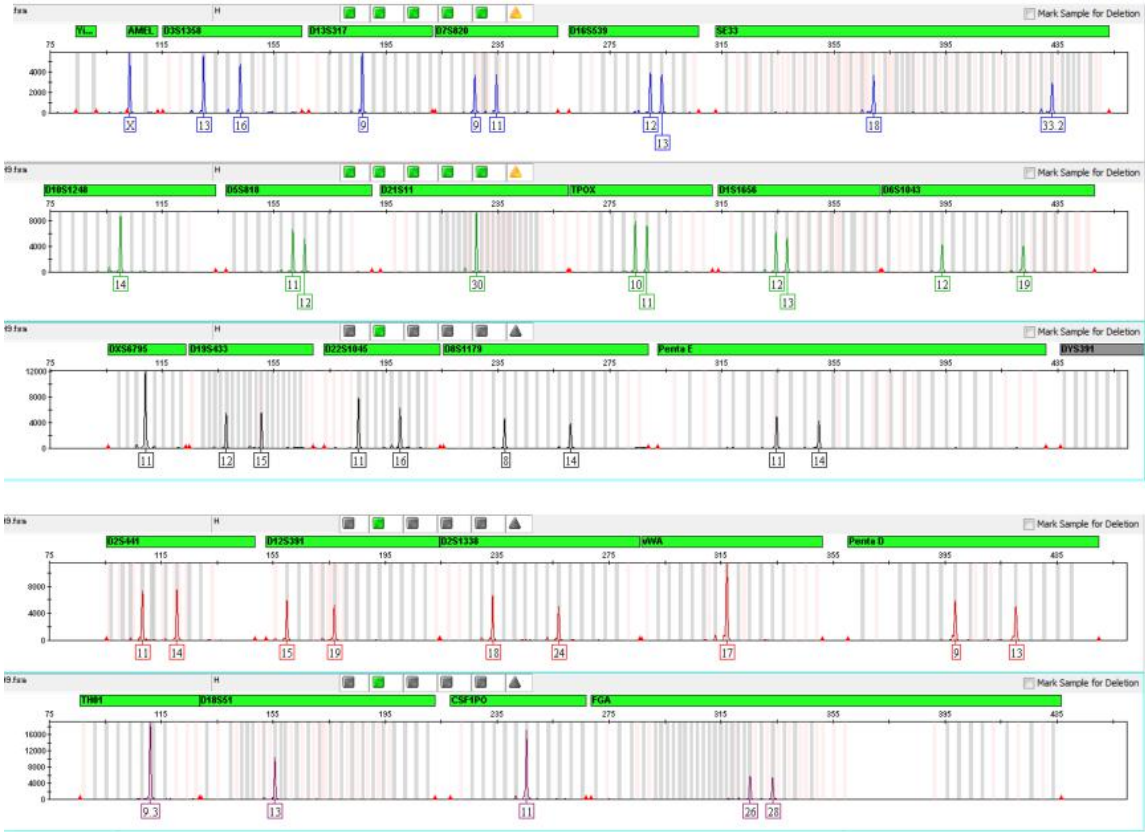 .fsa H Mark Sample for Deletion
Yi... AMEL D3S1358 D13S317 D7S820 D16S539 SE33
75 115 155 195 235 275 315 355 395 435
4000
2000
0
X 13 16 9 9 11 12 18 33.2
13
H9.fsa H Mark Sample for Deletion
D10S1248 D5S818 D21S11 TPOX D1S1656 D6S1043
75 115 155 195 235 275 315 355 395 435
8000
4000
0
14 11 30 10 12 12 19
12 11 13
H9.fsa H Mark Sample for Deletion
DXS6795 D19S433 D22S1045 D8S1179 Penta E DYS391
75 115 155 195 235 275 315 355 395 435
12000
8000
4000
0
11 12 15 11 16 8 14 11 14
H9.fsa H Mark Sample for Deletion
D2S441 D12S391 D2S1338 vWA Penta D
75 115 155 195 235 275 315 355 395 435
8000
4000
0
11 14 15 19 18 24 17 9 13
H9.fsa H Mark Sample for Deletion
TH01 D18S51 CSF1PO FGA
75 115 155 195 235 275 315 355 395 435
16000
12000
8000
4000
0
9.3 13 11 26 28